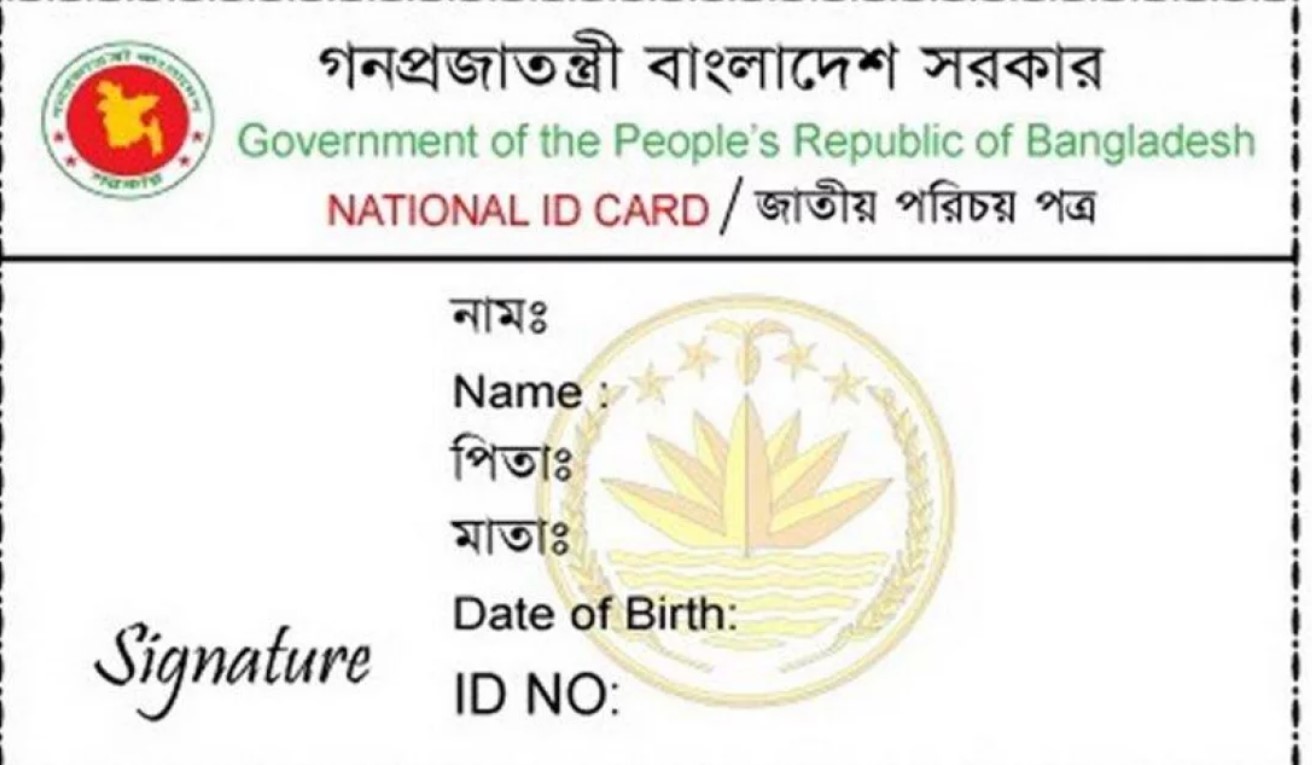 গনপ্রজাতন্ত্রী বাংলাদেশ সরকার
Government of the People's Republic of Bangladesh
NATIONAL ID CARD / জাতীয় পরিচয় পত্র
নামঃ
Name :
পিতাঃ
মাতাঃ
Date of Birth:
Signature
ID NO: